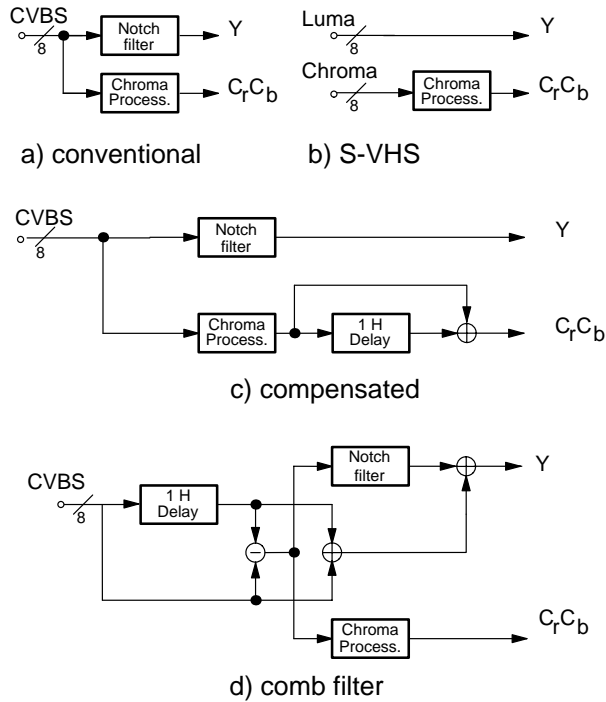 CVBS
8
Notch
filter
Y
Chroma
Process.
CrCb
a) conventional
Luma
8
Y
Chroma
8
Chroma
Process.
CrCb
b) S-VHS
CVBS
8
Notch
filter
Y
Chroma
Process.
1 H
Delay
CrCb
c) compensated
CVBS
8
1 H
Delay
Notch
filter
Y
Chroma
Process.
CrCb
d) comb filter